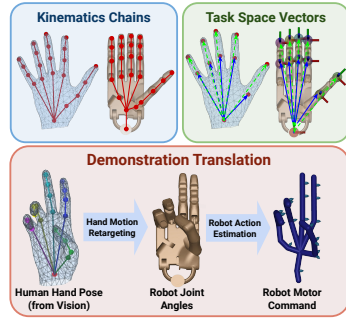 Kinematics Chains
Task Space Vectors
Demonstration Translation
Hand Motion
Retargeting
Robot Action
Estimation
Human Hand Pose
(from Vision)
Robot Joint
Angles
Robot Motor
Command